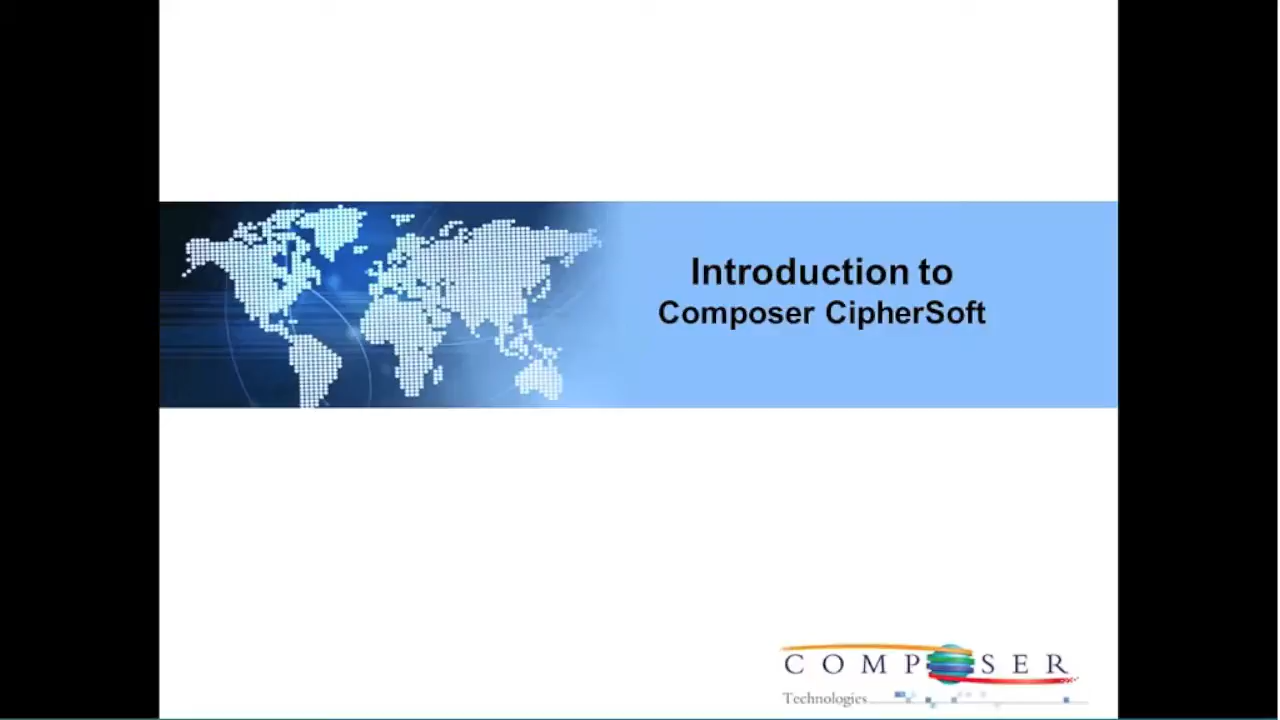 Introduction to
Composer CipherSoft
COMPOSER
Technologies